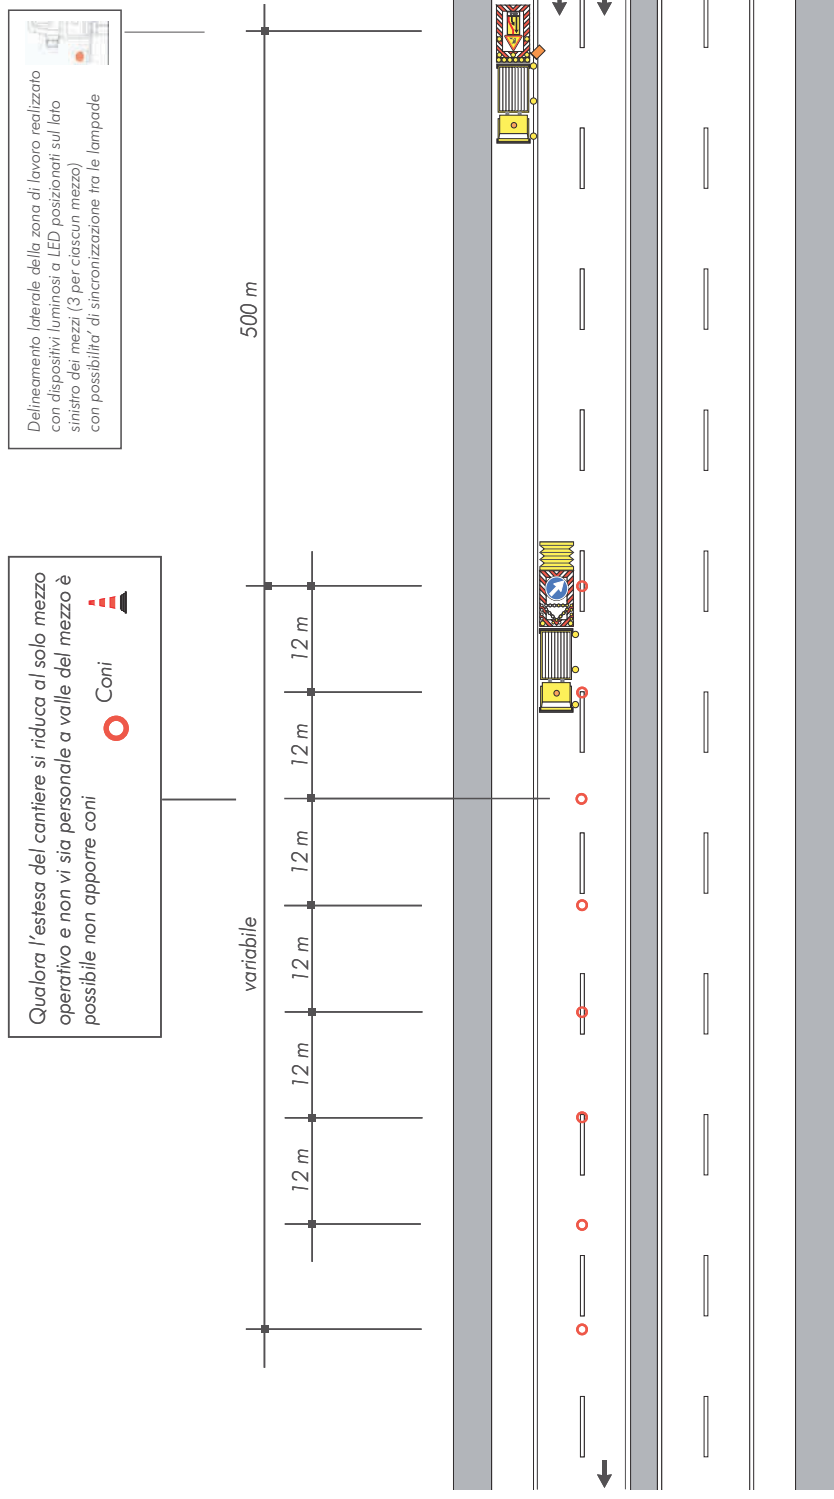 Delineamento laterale della zona di lavoro realizzato
con dispositivi luminosi a LED posizionati sul lato
sinistro dei mezzi (3 per ciascun mezzo)
con possibilita' di sincronizzazione tra le lampade
500 m
Qualora l'estesa del cantiere si riduca al solo mezzo
operativo e non vi sia personale a valle del mezzo è
possibile non apporre coni
Coni
variabile
12 m
12 m
12 m
12 m
12 m
12 m